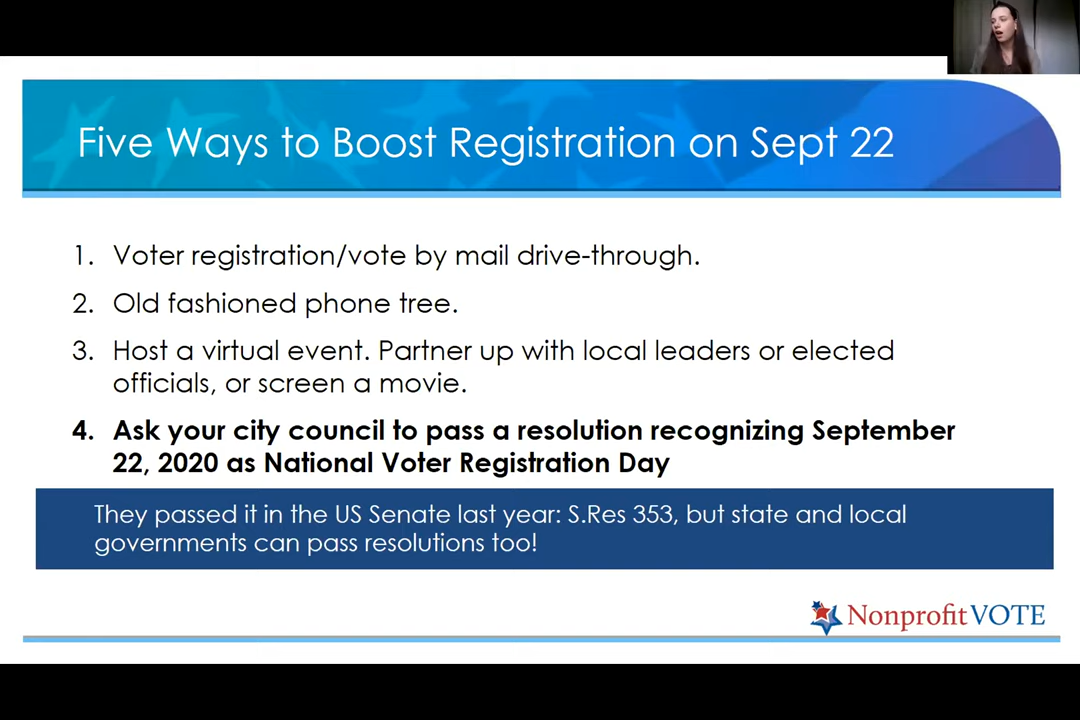 Five Ways to Boost Registration on Sept 22
1. Voter registration/vote by mail drive-through.
2. Old fashioned phone tree.
3. Host a virtual event. Partner up with local leaders or elected
officials, or screen a movie.
4. Ask your city council to pass a resolution recognizing September
22, 2020 as National Voter Registration Day
They passed it in the US Senate last year: S.Res 353, but state and local
governments can pass resolutions too!
NonprofitVOTE